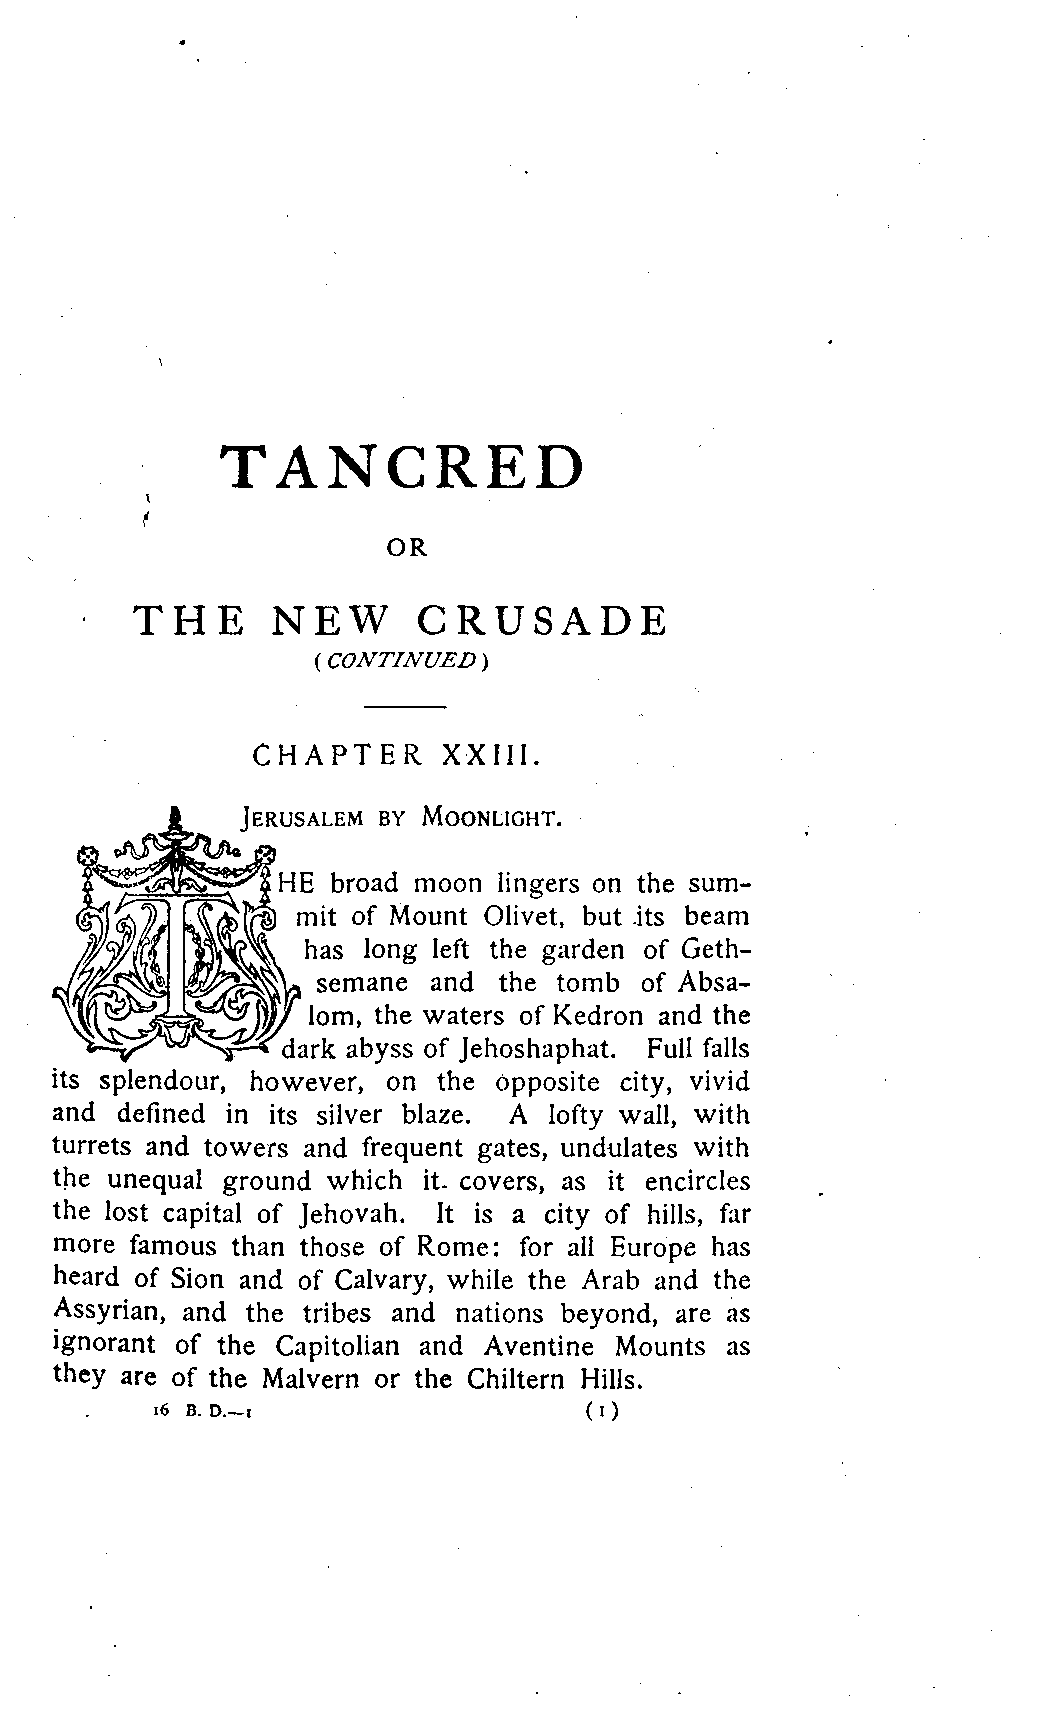 TANCRED
OR
THE NEW CRUSADE
(CONTINUED)
CHAPTER XXIII.
JERUSALEM BY MOONLIGHT.
THE broad moon lingers on the sum-
mit of Mount Olivet, but its beam
has long left the garden of Geth-
semane and the tomb of Absa-
lom, the waters of Kedron and the
dark abyss of Jehoshaphat. Full falls
its splendour, however, on the opposite city, vivid
and defined in its silver blaze. A lofty wall, with
turrets and towers and frequent gates, undulates with
the unequal ground which it covers, as it encircles
the lost capital of Jehovah. It is a city of hills, far
more famous than those of Rome: for all Europe has
heard of Sion and of Calvary, while the Arab and the
Assyrian, and the tribes and nations beyond, are as
ignorant of the Capitolian and Aventine Mounts as
they are of the Malvern or the Chiltern Hills.
16 B. D.—1 (1)